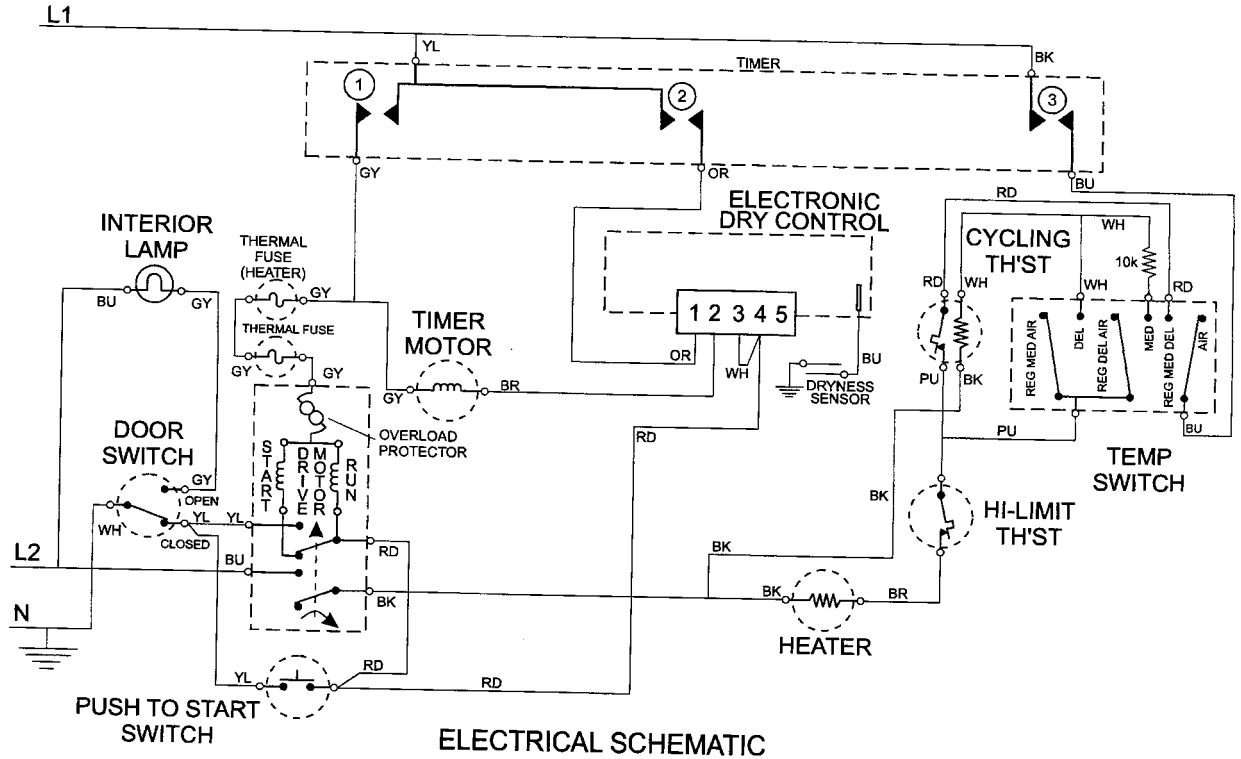 L1
YL
BK
TIMER
1
2
3
GY
OR
BU
RD
ELECTRONIC
DRY CONTROL
INTERIOR
LAMP
BU
GY
THERMAL
FUSE
(HEATER)
GY
THERMAL FUSE
GY
GY
TIMER
MOTOR
GY
BR
1 2 3 4 5
OR
WH
RD
BU
DRYNESS
SENSOR
CYCLING
TH'ST
WH
10k
RD
WH
WH
RD
PU
BK
REG MED AIR
DEL
REG DEL AIR
MED
REG MED DEL
AIR
PU
BU
TEMP
SWITCH
OVERLOAD
PROTECTOR
START
DRIVE
MOTOR
RUN
DOOR
SWITCH
GY
OPEN
YL
YL
WH
CLOSED
BU
RD
BK
HI-LIMIT
TH'ST
BK
BK
L2
N
BK
BR
HEATER
RD
YL
RD
PUSH TO START
SWITCH
ELECTRICAL SCHEMATIC